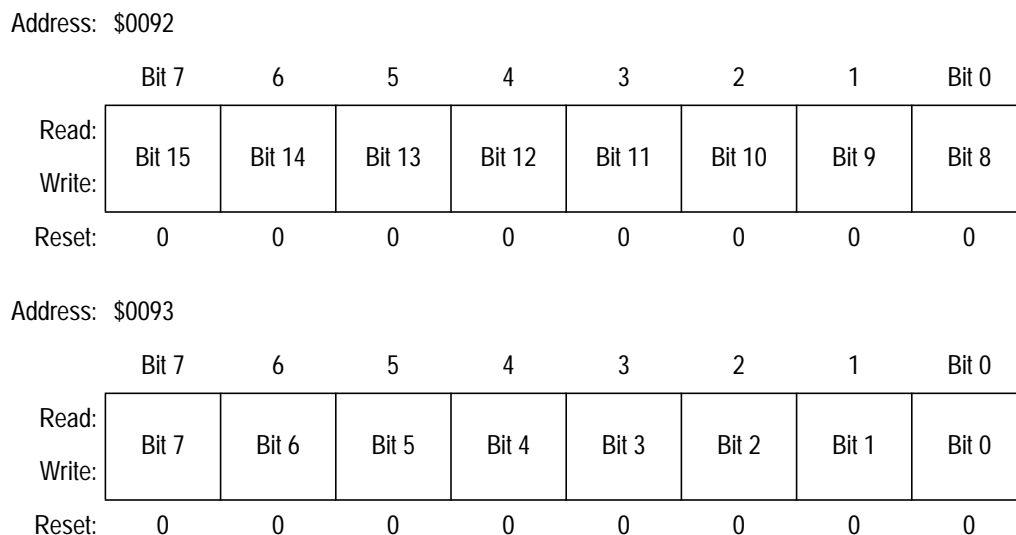 Address: $0092
Bit 7 6 5 4 3 2 1 Bit 0
Read:
Bit 15 Bit 14 Bit 13 Bit 12 Bit 11 Bit 10 Bit 9 Bit 8
Write:
Reset: 0 0 0 0 0 0 0 0
Address: $0093
Bit 7 6 5 4 3 2 1 Bit 0
Read:
Bit 7 Bit 6 Bit 5 Bit 4 Bit 3 Bit 2 Bit 1 Bit 0
Write:
Reset: 0 0 0 0 0 0 0 0